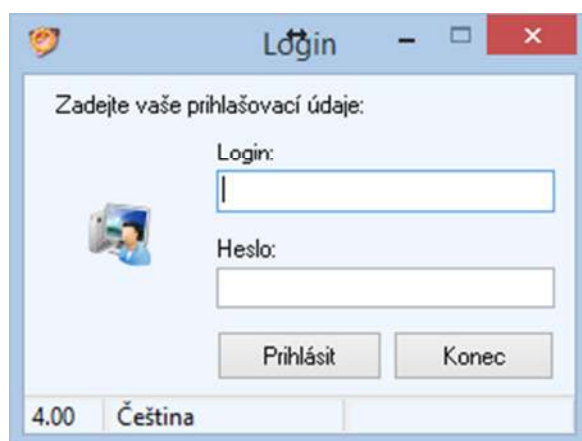 Login
Zadejte vaše prihlašovací údaje:
Login:
Heslo:
Prihlásit Konec
4.00 Čeština